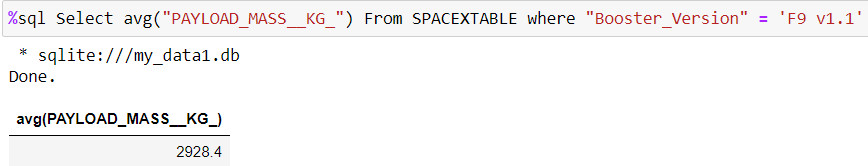 %sql Select avg("PAYLOAD_MASS__KG_") From SPACEXTABLE where "Booster_Version" = 'F9 v1.1'
* sqlite:///my_data1.db
Done.
avg(PAYLOAD_MASS__KG_)
2928.4